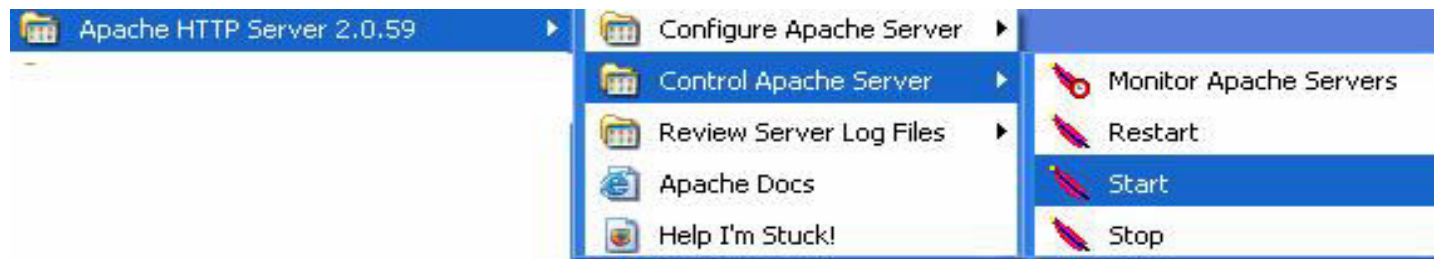 Apache HTTP Server 2.0.59
Configure Apache Server
Control Apache Server
Review Server Log Files
Apache Docs
Help I'm Stuck!
Monitor Apache Servers
Restart
Start
Stop